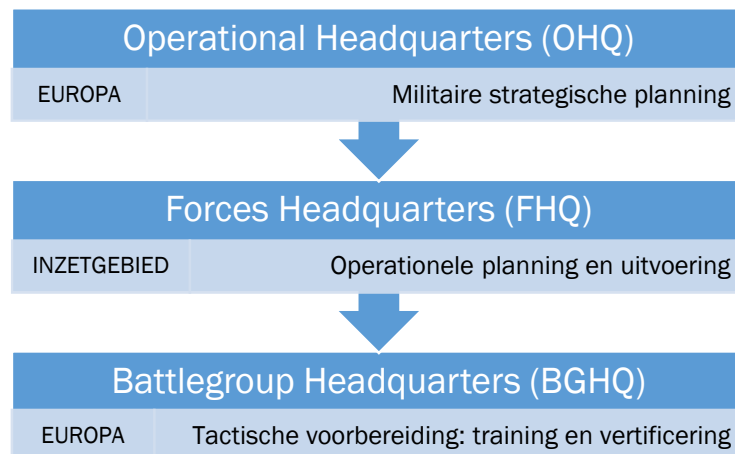 Operational Headquarters (OHQ)
EUROPA Militaire strategische planning
Forces Headquarters (FHQ)
INZETGEBIED Operationele planning en uitvoering
Battlegroup Headquarters (BGHQ)
EUROPA Tactische voorbereiding: training en vertificering